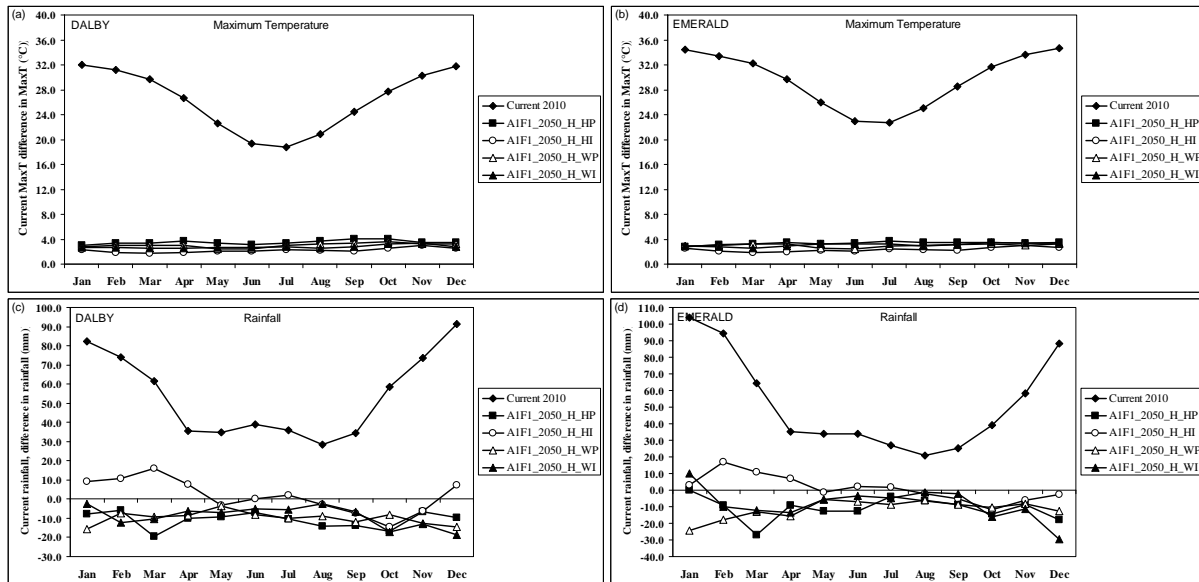 (a)
DALBY
Maximum Temperature
Current MaxT difference in MaxT (°C)
40.0
36.0
32.0
28.0
24.0
20.0
16.0
12.0
8.0
4.0
0.0
Jan Feb Mar Apr May Jun Jul Aug Sep Oct Nov Dec
Current 2010
A1F1_2050_H_HP
A1F1_2050_H_HI
A1F1_2050_H_WP
A1F1_2050_H_WI
(b)
EMERALD
Maximum Temperature
Current MaxT difference in MaxT (°C)
40.0
36.0
32.0
28.0
24.0
20.0
16.0
12.0
8.0
4.0
0.0
Jan Feb Mar Apr May Jun Jul Aug Sep Oct Nov Dec
Current 2010
A1F1_2050_H_HP
A1F1_2050_H_HI
A1F1_2050_H_WP
A1F1_2050_H_WI
(c)
DALBY
Rainfall
Current rainfall, difference in rainfall (mm)
100.0
90.0
80.0
70.0
60.0
50.0
40.0
30.0
20.0
10.0
0.0
-10.0
-20.0
-30.0
Jan Feb Mar Apr May Jun Jul Aug Sep Oct Nov Dec
Current 2010
A1F1_2050_H_HP
A1F1_2050_H_HI
A1F1_2050_H_WP
A1F1_2050_H_WI
(d)
EMERALD
Rainfall
Current rainfall, difference in rainfall (mm)
110.0
100.0
90.0
80.0
70.0
60.0
50.0
40.0
30.0
20.0
10.0
0.0
-10.0
-20.0
-30.0
-40.0
Jan Feb Mar Apr May Jun Jul Aug Sep Oct Nov Dec
Current 2010
A1F1_2050_H_HP
A1F1_2050_H_HI
A1F1_2050_H_WP
A1F1_2050_H_WI